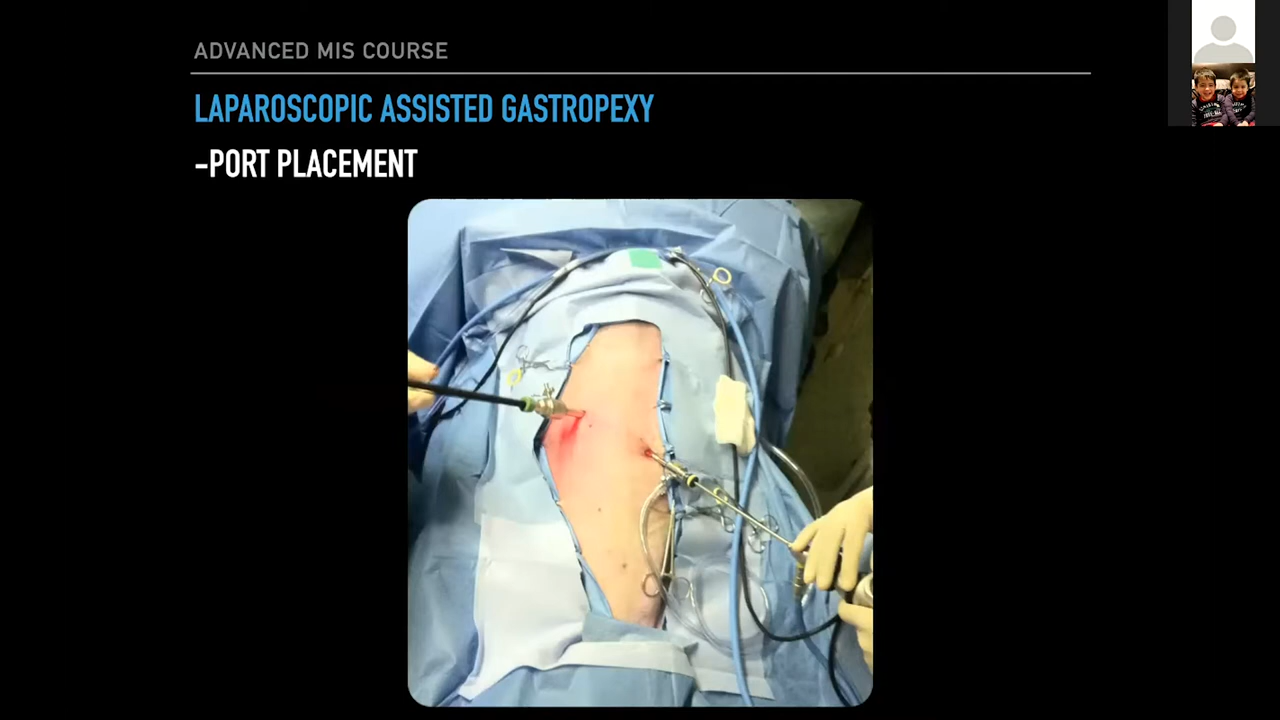 ADVANCED MIS COURSE
LAPAROSCOPIC ASSISTED GASTROPEXY
-PORT PLACEMENT